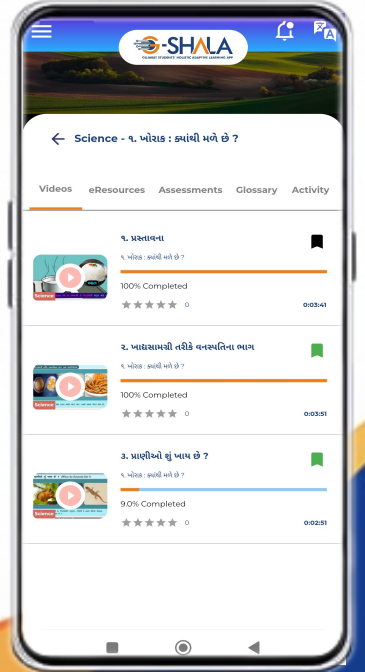 G-SHALA
GUJARAT STUDENTS' HOLISTIC ADAPTIVE LEARNING APP
Science - ૧. ખોરાક : ક્યાંથી મળે છે ?
Videos eResources Assessments Glossary Activity
૧. પ્રસ્તાવના
૧. ખોરાક : ક્યાંથી મળે છે ?
Science
100% Completed
0 0:03:41
૨. ખાદ્યસામગ્રી તરીકે વનસ્પતિના ભાગ
૧. ખોરાક : ક્યાંથી મળે છે ?
Science
100% Completed
0 0:03:51
૩. પ્રાણીઓ શું ખાય છે ?
૧. ખોરાક : ક્યાંથી મળે છે ?
Science
9.0% Completed
0 0:02:51